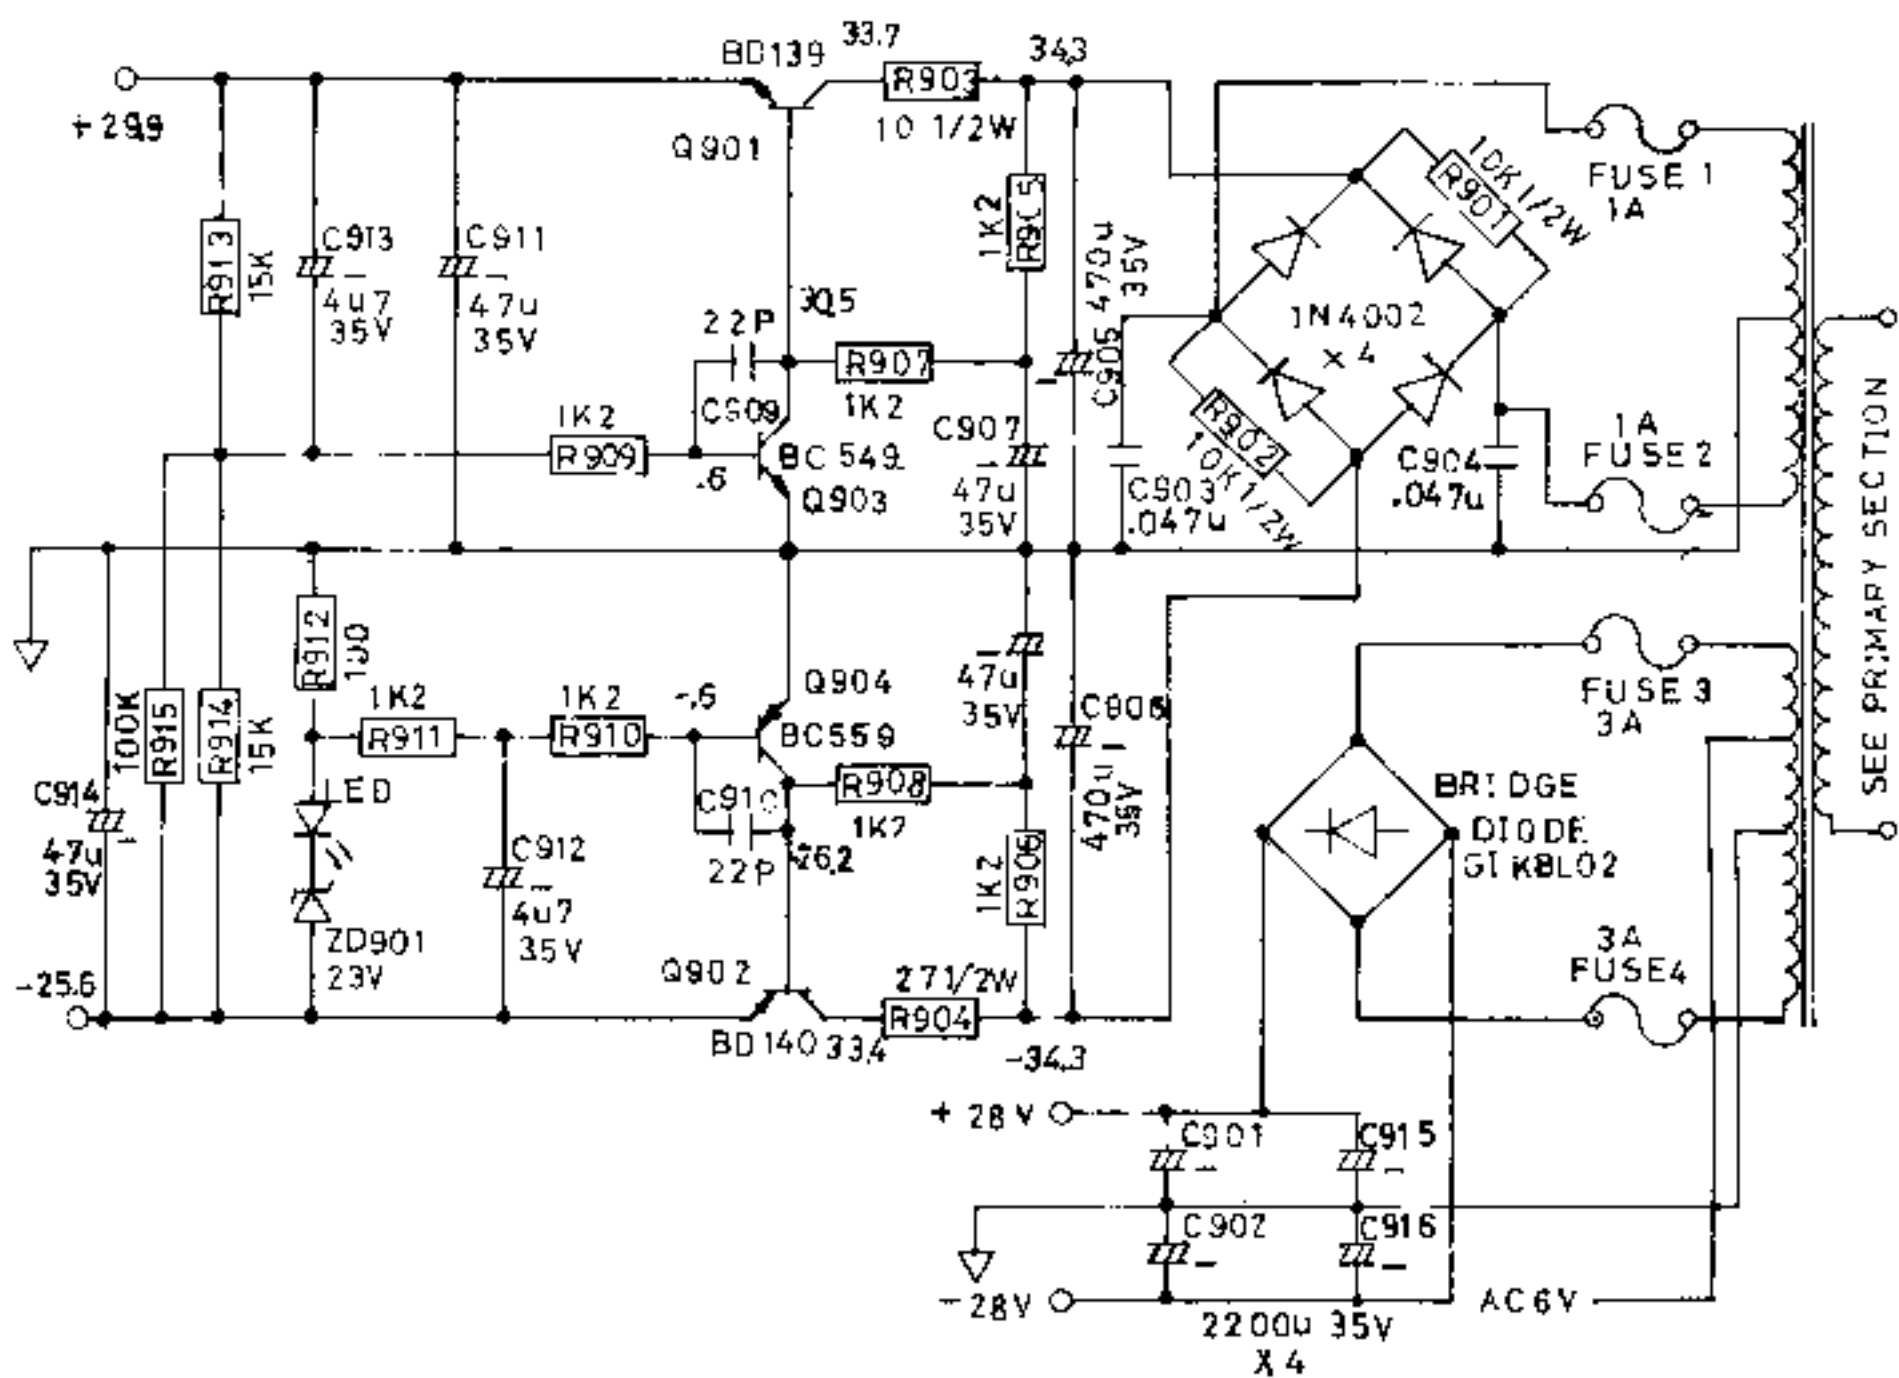 BD139
33.7
34.3
+29.9
Q901
R903
10 1/2W
R913
15K
C913
4u7
35V
C911
47u
35V
30.5
22P
C909
R907
1K2
1K2
R909
.6
BC549
Q903
1K2
R905
C905 470u
35V
C907
47u
35V
C903
.047u
R901
10K1/2W
1N4002
x 4
R902
10K1/2W
C904
.047u
FUSE 1
1A
1A
FUSE 2
SEE PRIMARY SECTION
R912
100
100K
R915
R914
15K
C914
47u
35V
1K2
R911
1K2
R910
-.6
Q904
BC559
R908
1K2
C910
22P
-26.2
LED
C912
4u7
35V
ZD901
23V
-25.6
47u
35V
C906
470u
35V
1K2
R906
Q902
BD140
33.4
27 1/2W
R904
-34.3
FUSE 3
3A
BRIDGE
DIODE
GI KBL02
3A
FUSE4
+ 28V
C901
C915
C902
C916
-28V
2200u 35V
X 4
AC6V